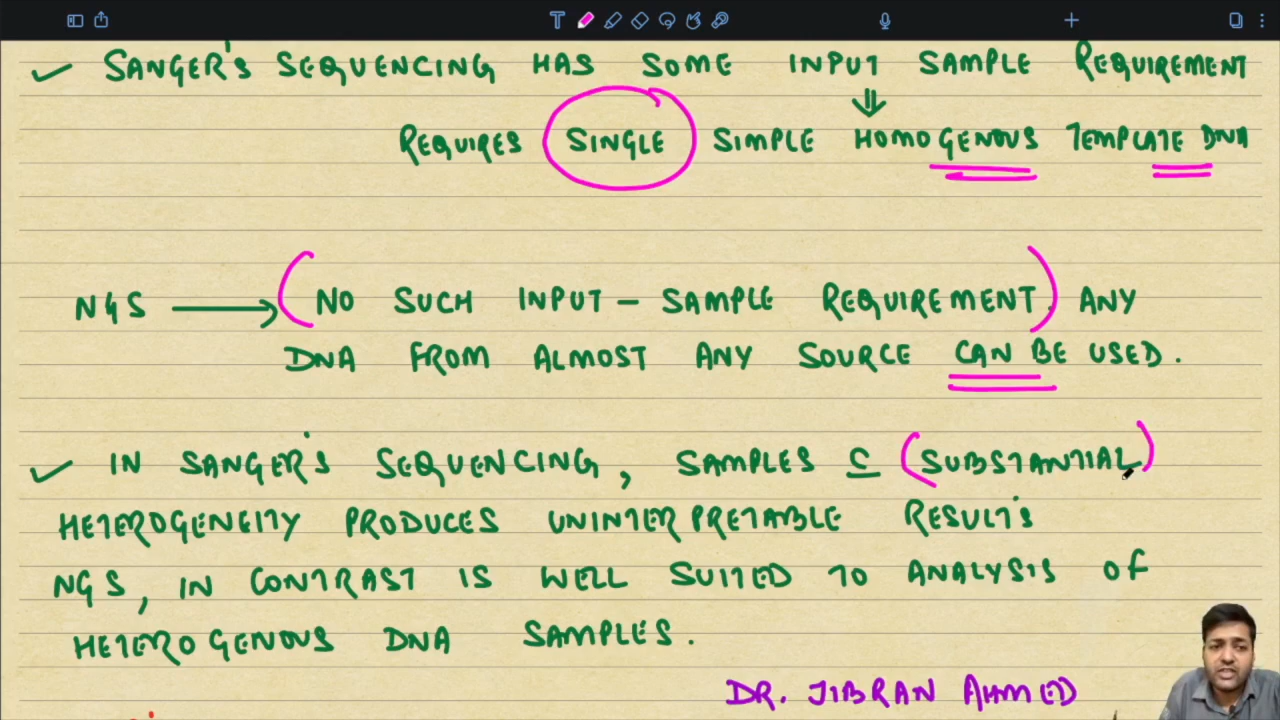 ✓ SANGER'S SEQUENCING HAS SOME INPUT SAMPLE REQUIREMENT
⇓
REQUIRES SINGLE SIMPLE HOMOGENOUS TEMPLATE DNA
NGS → (NO SUCH INPUT - SAMPLE REQUIREMENT). ANY
DNA FROM ALMOST ANY SOURCE CAN BE USED.
✓ IN SANGER'S SEQUENCING, SAMPLES C (SUBSTANTIAL)
HETEROGENEITY PRODUCES UNINTERPRETABLE RESULT'S
NGS, IN CONTRAST IS WELL SUITED TO ANALYSIS OF
HETEROGENOUS DNA SAMPLES.
DR. JIBRAN AHMED